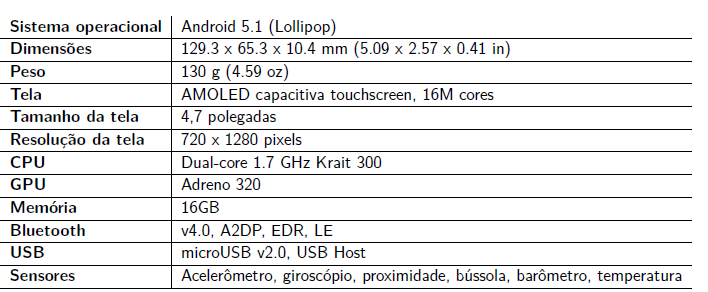 Sistema operacional Android 5.1 (Lollipop)
Dimensões 129.3 x 65.3 x 10.4 mm (5.09 x 2.57 x 0.41 in)
Peso 130 g (4.59 oz)
Tela AMOLED capacitiva touchscreen, 16M cores
Tamanho da tela 4,7 polegadas
Resolução da tela 720 x 1280 pixels
CPU Dual-core 1.7 GHz Krait 300
GPU Adreno 320
Memória 16GB
Bluetooth v4.0, A2DP, EDR, LE
USB microUSB v2.0, USB Host
Sensores Acelerômetro, giroscópio, proximidade, bússola, barômetro, temperatura